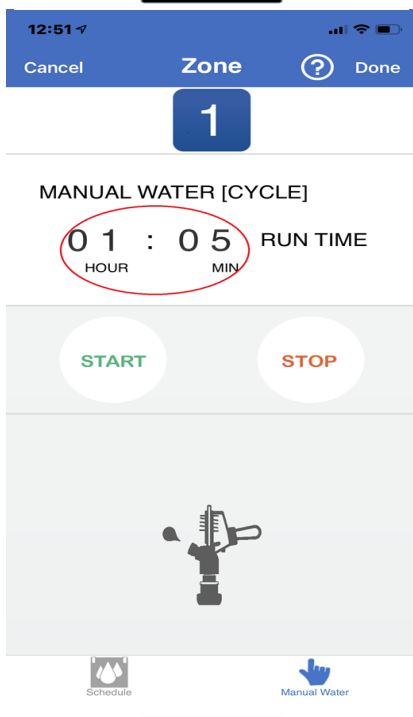 12:51
Cancel Zone ? Done
1
MANUAL WATER [CYCLE]
01 : 05 RUN TIME
HOUR MIN
START STOP
Schedule Manual Water